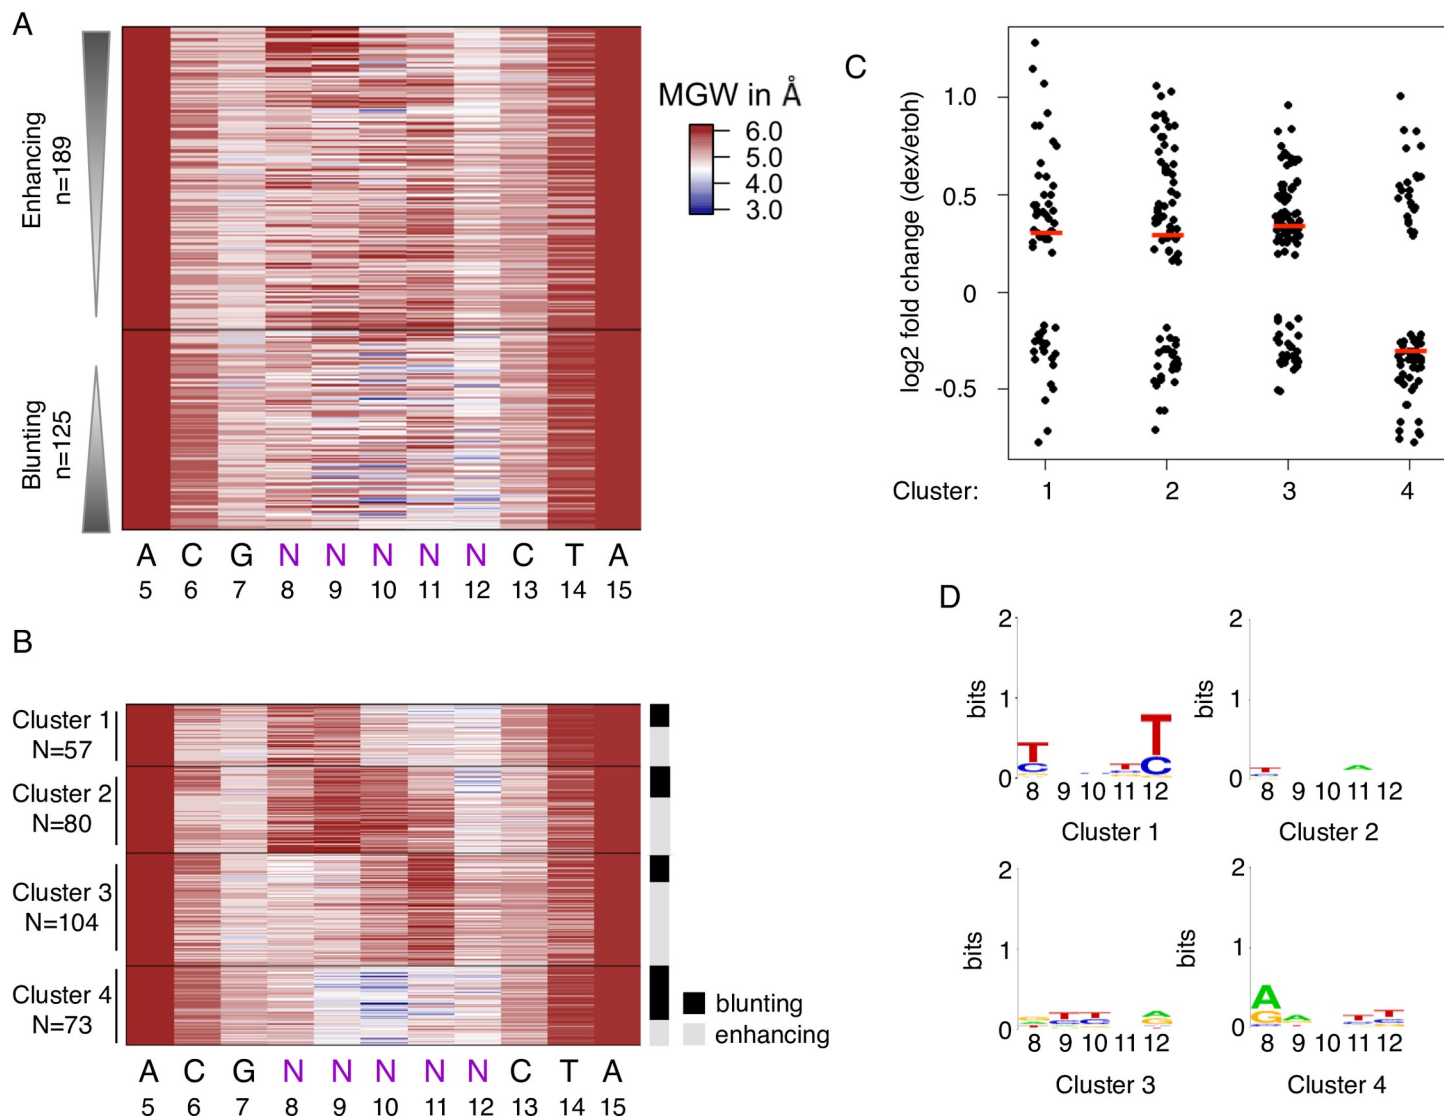 A
Enhancing
n=189
Blunting
n=125
A C G N N N N N C T A
5 6 7 8 9 10 11 12 13 14 15
MGW in Å
6.0
5.0
4.0
3.0
B
Cluster 1
N=57
Cluster 2
N=80
Cluster 3
N=104
Cluster 4
N=73
blunting
enhancing
A C G N N N N N C T A
5 6 7 8 9 10 11 12 13 14 15
C
log2 fold change (dex/etoh)
1.0
0.5
0
-0.5
Cluster: 1 2 3 4
D
bits
2
1
0
T
C
T
T
C
8 9 10 11 12
Cluster 1
bits
2
1
0
T
A
8 9 10 11 12
Cluster 2
bits
2
1
0
G
A
T
C
T
C
A
G
8 9 10 11 12
Cluster 3
bits
2
1
0
A
G
A
T
T
C
8 9 10 11 12
Cluster 4